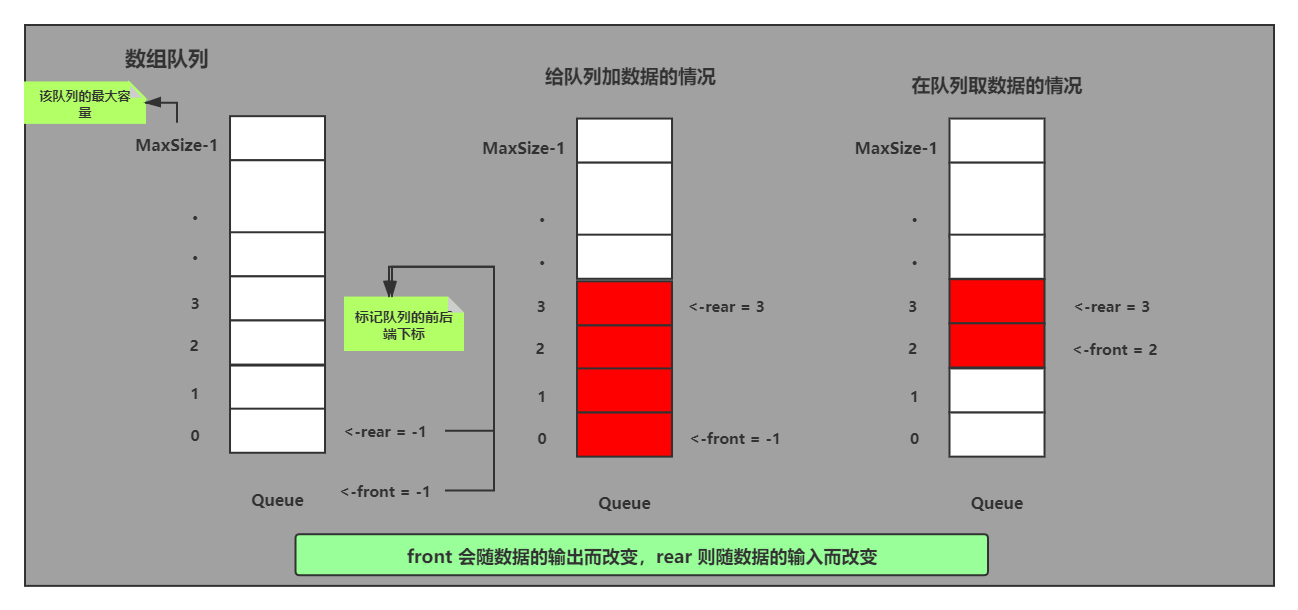 数组队列
该队列的最大容
量
MaxSize-1
.
.
3
2
1
0
标记队列的前后
端下标
<-rear = -1
<-front = -1
Queue
给队列加数据的情况
MaxSize-1
.
.
3
2
1
0
<-rear = 3
<-front = -1
Queue
在队列取数据的情况
MaxSize-1
.
.
3
2
1
0
<-rear = 3
<-front = 2
Queue
front 会随数据的输出而改变，rear 则随数据的输入而改变